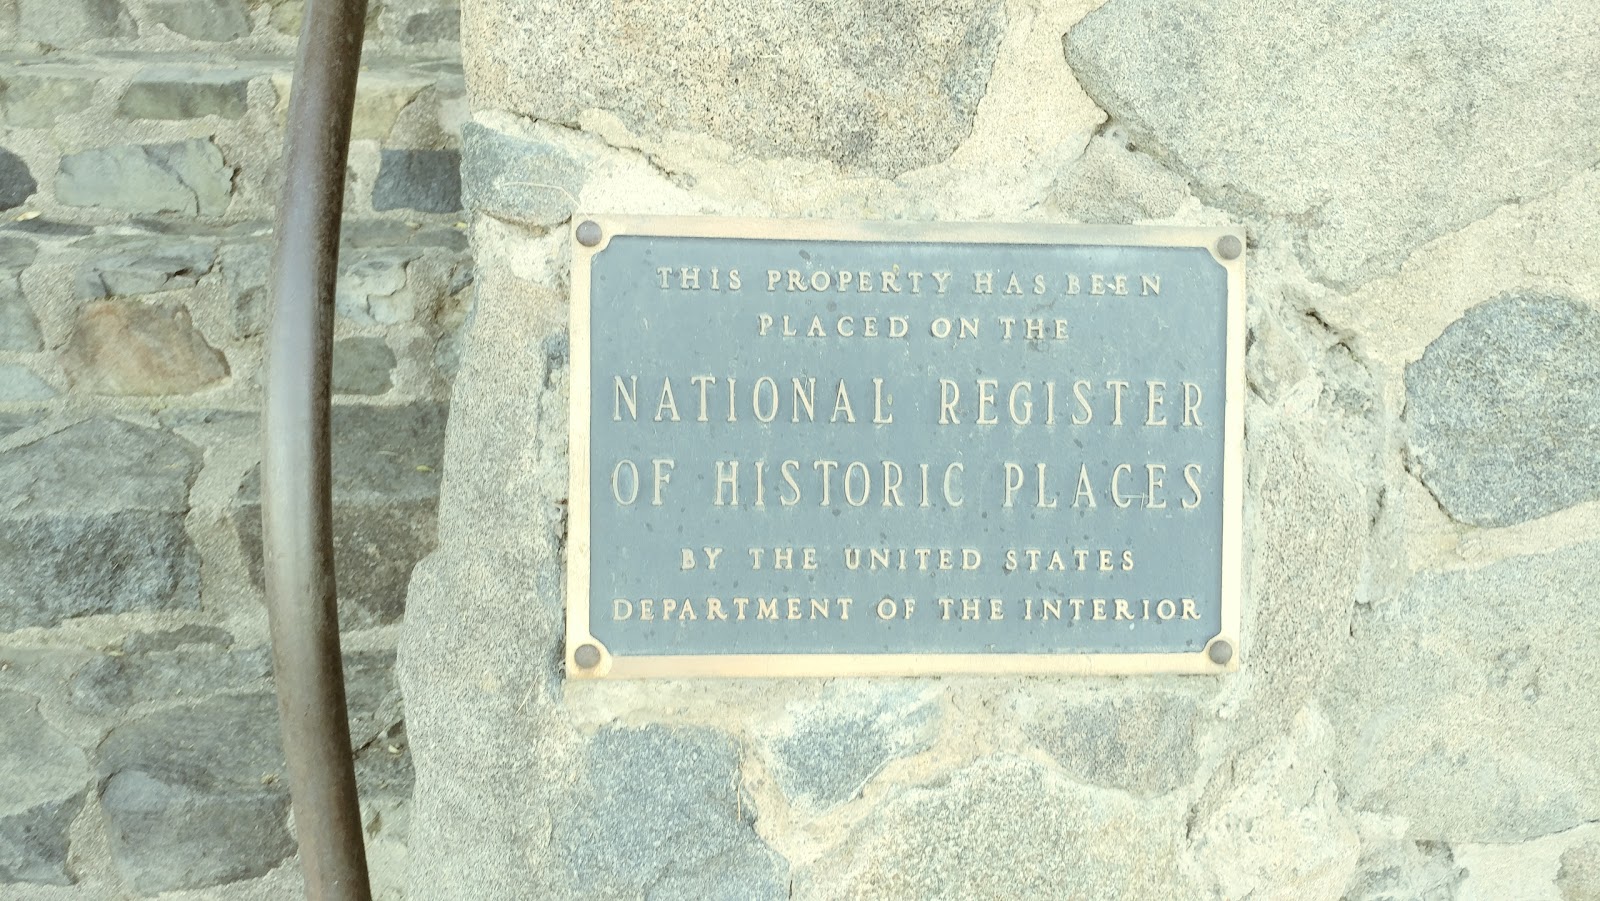 THIS PROPERTY HAS BEEN
PLACED ON THE
NATIONAL REGISTER
OF HISTORIC PLACES
BY THE UNITED STATES
DEPARTMENT OF THE INTERIOR